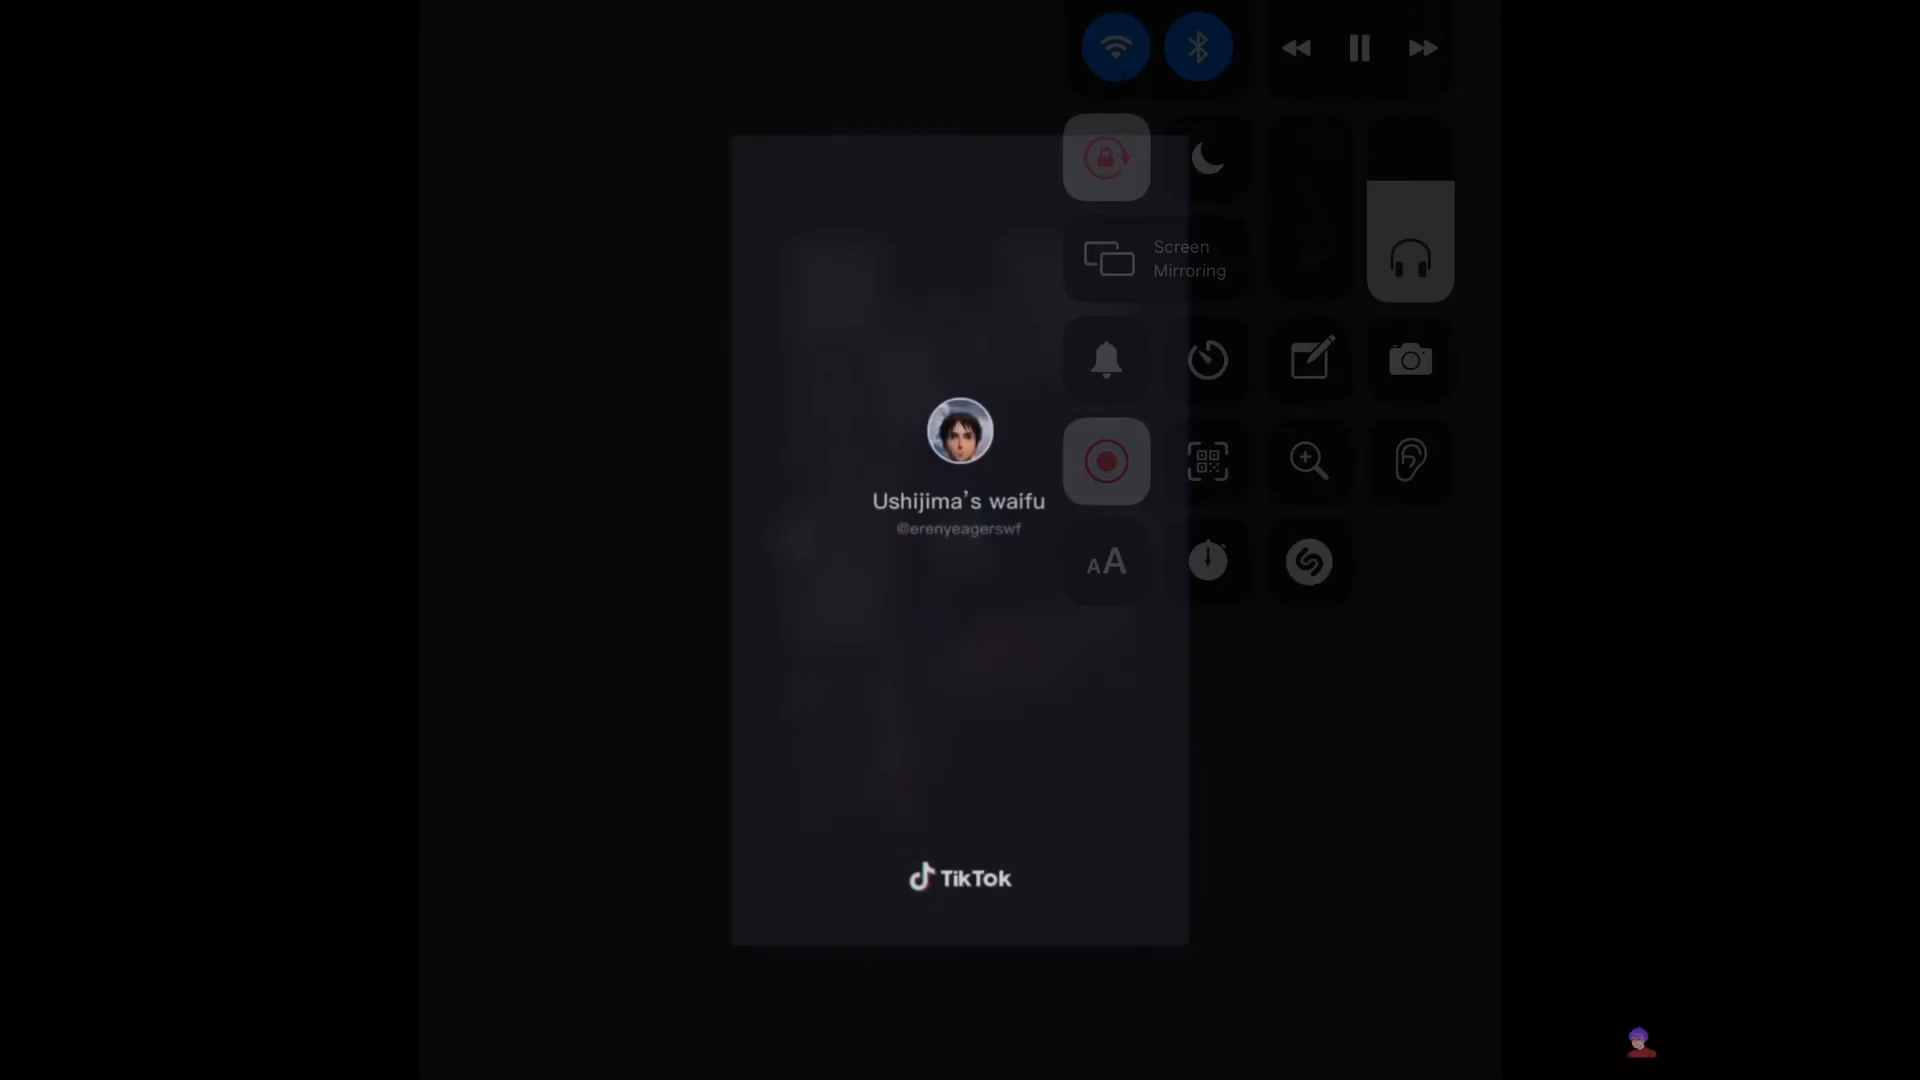 Screen
Mirroring
Ushijima's waifu
@erenyeagerswf
AA
TikTok